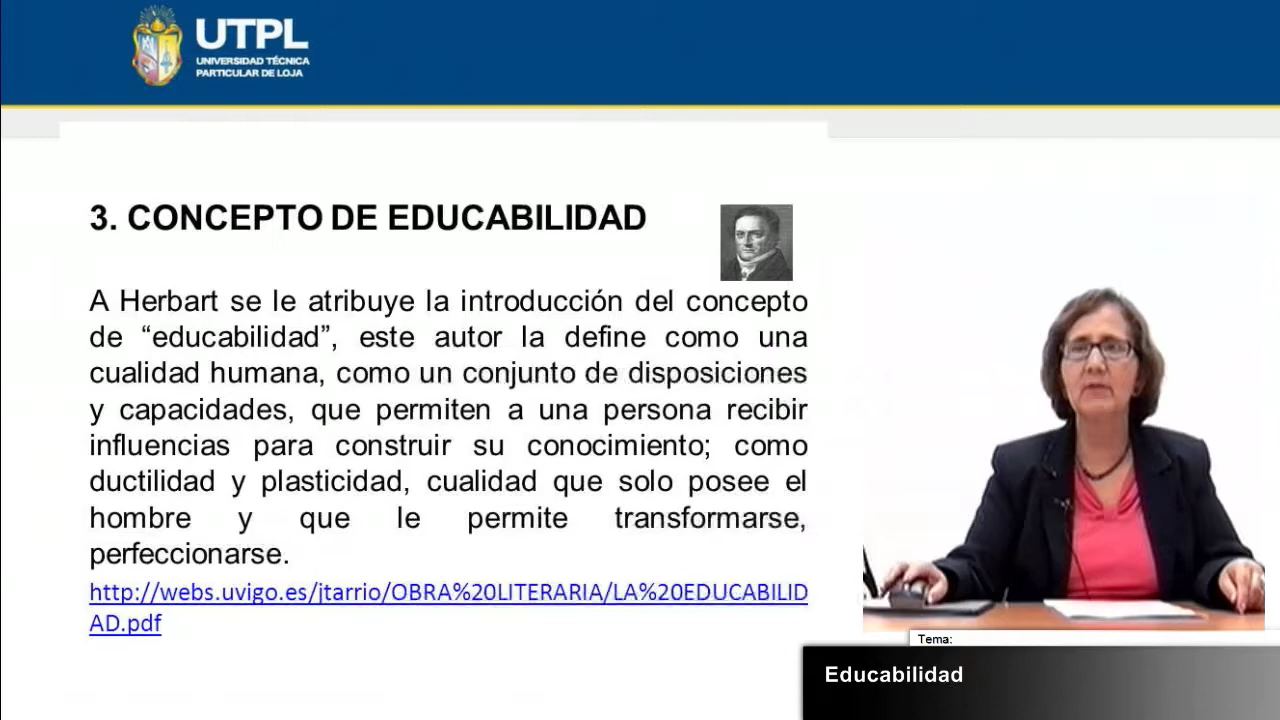 UTPL
UNIVERSIDAD TÉCNICA
PARTICULAR DE LOJA
3. CONCEPTO DE EDUCABILIDAD
A Herbart se le atribuye la introducción del concepto
de “educabilidad”, este autor la define como una
cualidad humana, como un conjunto de disposiciones
y capacidades, que permiten a una persona recibir
influencias para construir su conocimiento; como
ductilidad y plasticidad, cualidad que solo posee el
hombre y que le permite transformarse,
perfeccionarse.
http://webs.uvigo.es/jtarrio/OBRA%20LITERARIA/LA%20EDUCABILID
AD.pdf
Tema:
Educabilidad